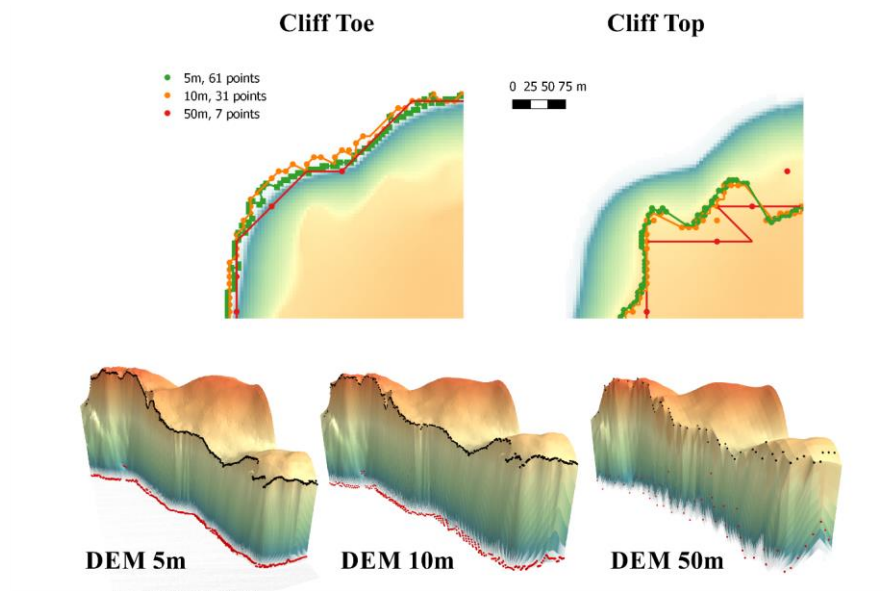 Cliff Toe
Cliff Top
5m, 61 points
10m, 31 points
50m, 7 points
0 25 50 75 m
DEM 5m
DEM 10m
DEM 50m